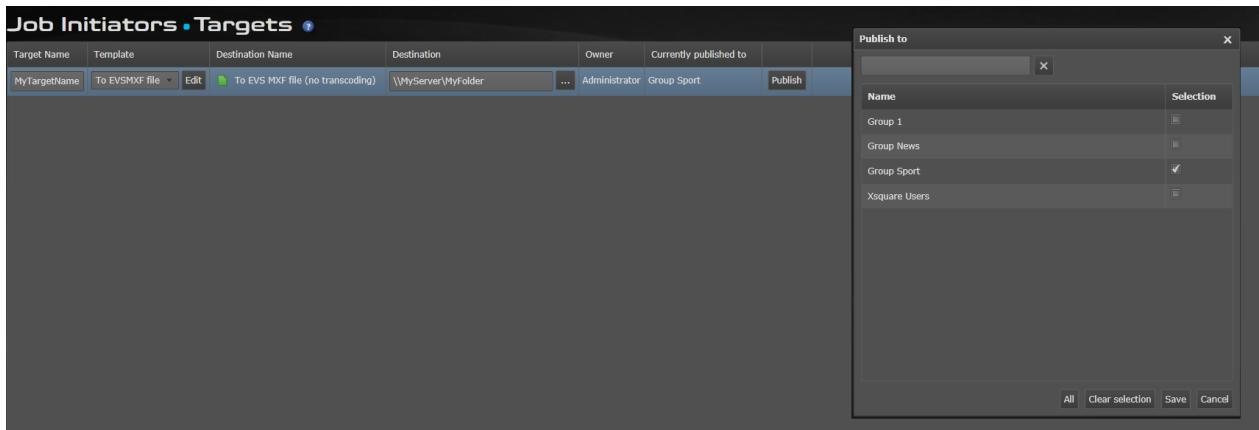 Job Initiators • Targets ?
Target Name Template Destination Name Destination Owner Currently published to
MyTargetName To EVSMXF file Edit To EVS MXF file (no transcoding) \\MyServer\MyFolder ... Administrator Group Sport Publish
Publish to x
x
Name Selection
Group 1
Group News
Group Sport
Xsquare Users
All Clear selection Save Cancel